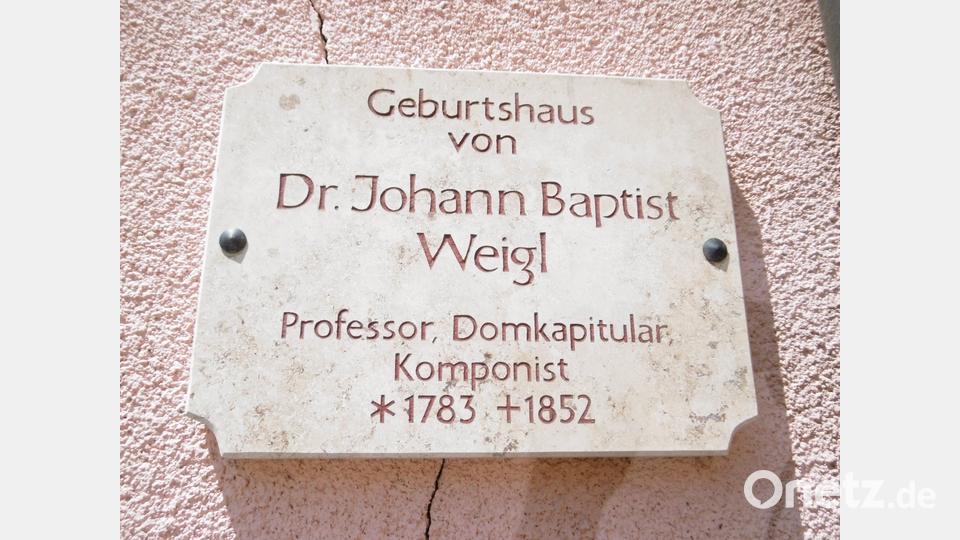 Geburtshaus
von
Dr. Johann Baptist
Weigl
Professor, Domkapitular,
Komponist
*1783 +1852
Onetz.de